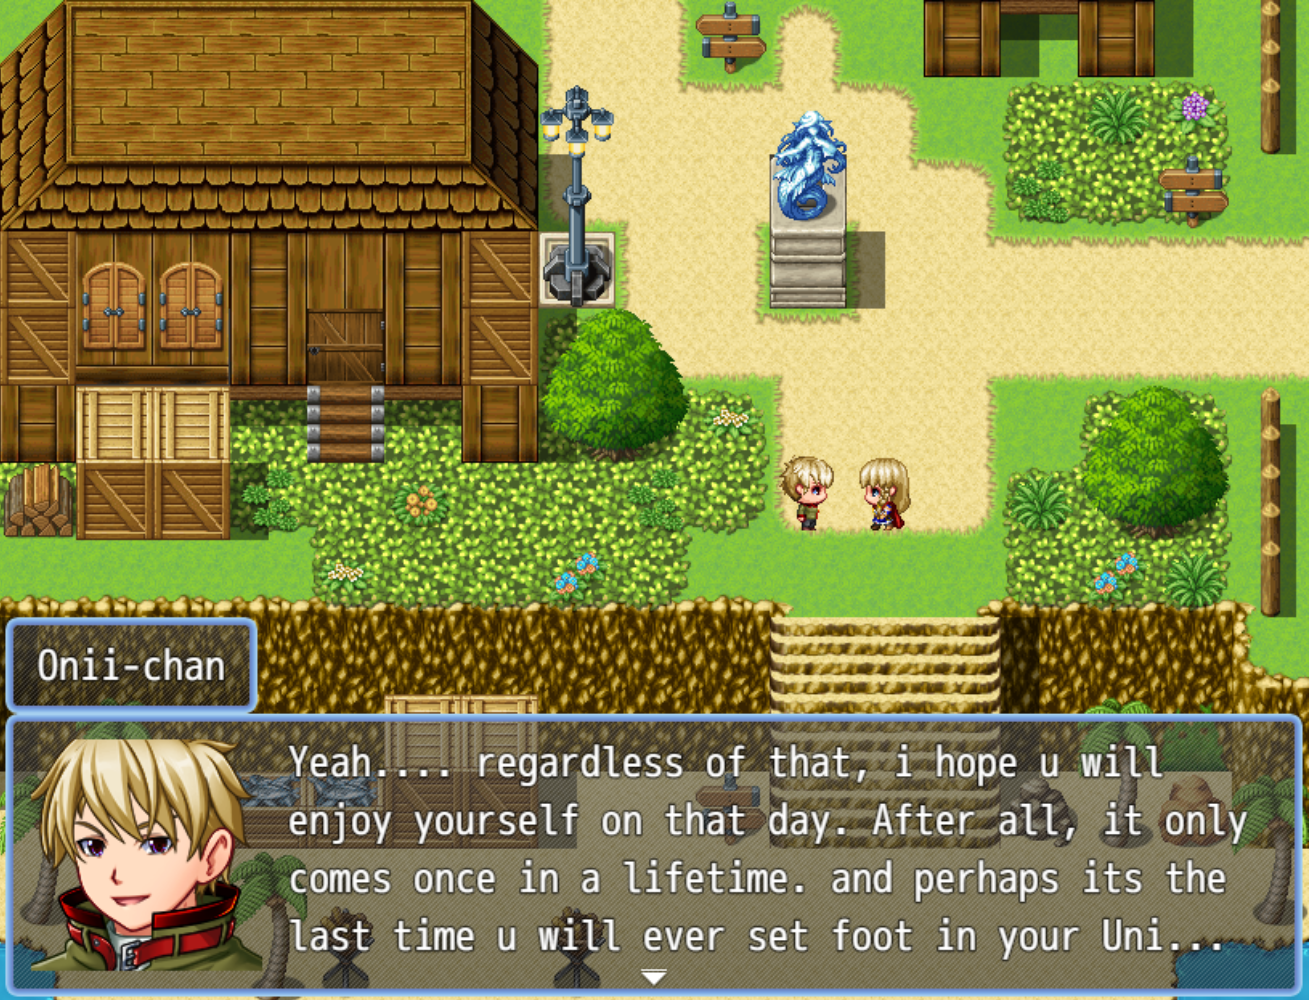 Onii-chan
Yeah.... regardless of that, i hope u will
enjoy yourself on that day. After all, it only
comes once in a lifetime. and perhaps its the
last time u will ever set foot in your Uni...